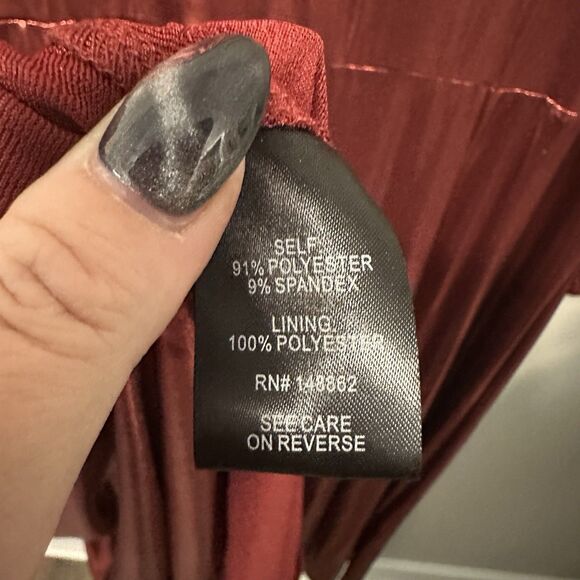 SELF:
91% POLYESTER
9% SPANDEX
LINING:
100% POLYESTER
RN# 148862
SEE CARE
ON REVERSE